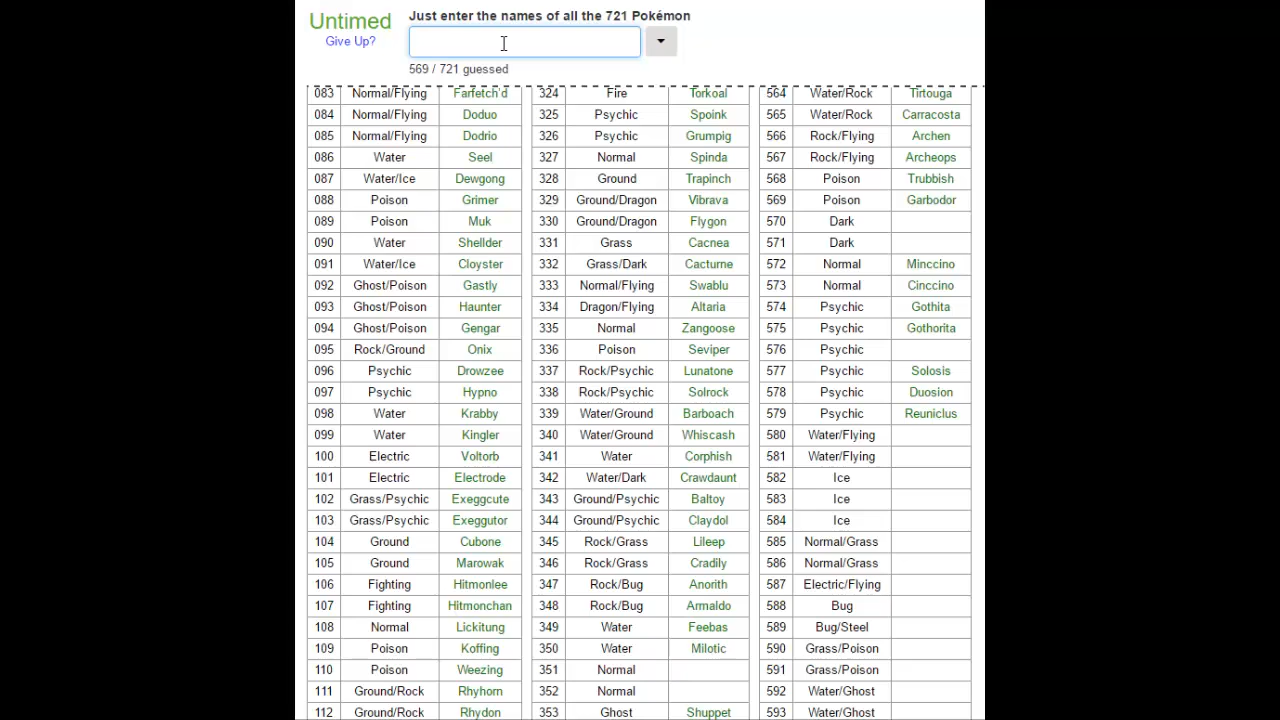 Untimed
Give Up?
Just enter the names of all the 721 Pokémon
569 / 721 guessed
083 Normal/Flying Farfetch'd 324 Fire Torkoal 564 Water/Rock Tirtouga
084 Normal/Flying Doduo 325 Psychic Spoink 565 Water/Rock Carracosta
085 Normal/Flying Dodrio 326 Psychic Grumpig 566 Rock/Flying Archen
086 Water Seel 327 Normal Spinda 567 Rock/Flying Archeops
087 Water/Ice Dewgong 328 Ground Trapinch 568 Poison Trubbish
088 Poison Grimer 329 Ground/Dragon Vibrava 569 Poison Garbodor
089 Poison Muk 330 Ground/Dragon Flygon 570 Dark
090 Water Shellder 331 Grass Cacnea 571 Dark
091 Water/Ice Cloyster 332 Grass/Dark Cacturne 572 Normal Minccino
092 Ghost/Poison Gastly 333 Normal/Flying Swablu 573 Normal Cinccino
093 Ghost/Poison Haunter 334 Dragon/Flying Altaria 574 Psychic Gothita
094 Ghost/Poison Gengar 335 Normal Zangoose 575 Psychic Gothorita
095 Rock/Ground Onix 336 Poison Seviper 576 Psychic
096 Psychic Drowzee 337 Rock/Psychic Lunatone 577 Psychic Solosis
097 Psychic Hypno 338 Rock/Psychic Solrock 578 Psychic Duosion
098 Water Krabby 339 Water/Ground Barboach 579 Psychic Reuniclus
099 Water Kingler 340 Water/Ground Whiscash 580 Water/Flying
100 Electric Voltorb 341 Water Corphish 581 Water/Flying
101 Electric Electrode 342 Water/Dark Crawdaunt 582 Ice
102 Grass/Psychic Exeggcute 343 Ground/Psychic Baltoy 583 Ice
103 Grass/Psychic Exeggutor 344 Ground/Psychic Claydol 584 Ice
104 Ground Cubone 345 Rock/Grass Lileep 585 Normal/Grass
105 Ground Marowak 346 Rock/Grass Cradily 586 Normal/Grass
106 Fighting Hitmonlee 347 Rock/Bug Anorith 587 Electric/Flying
107 Fighting Hitmonchan 348 Rock/Bug Armaldo 588 Bug
108 Normal Lickitung 349 Water Feebas 589 Bug/Steel
109 Poison Koffing 350 Water Milotic 590 Grass/Poison
110 Poison Weezing 351 Normal 591 Grass/Poison
111 Ground/Rock Rhyhorn 352 Normal 592 Water/Ghost
112 Ground/Rock Rhydon 353 Ghost Shuppet 593 Water/Ghost